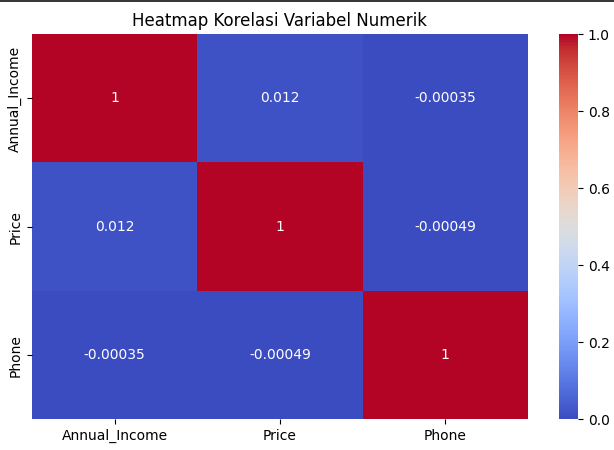 Heatmap Korelasi Variabel Numerik
Annual_Income
1
0.012
-0.00035
Price
0.012
1
-0.00049
Phone
-0.00035
-0.00049
1
Annual_Income
Price
Phone
1.0
0.8
0.6
0.4
0.2
0.0